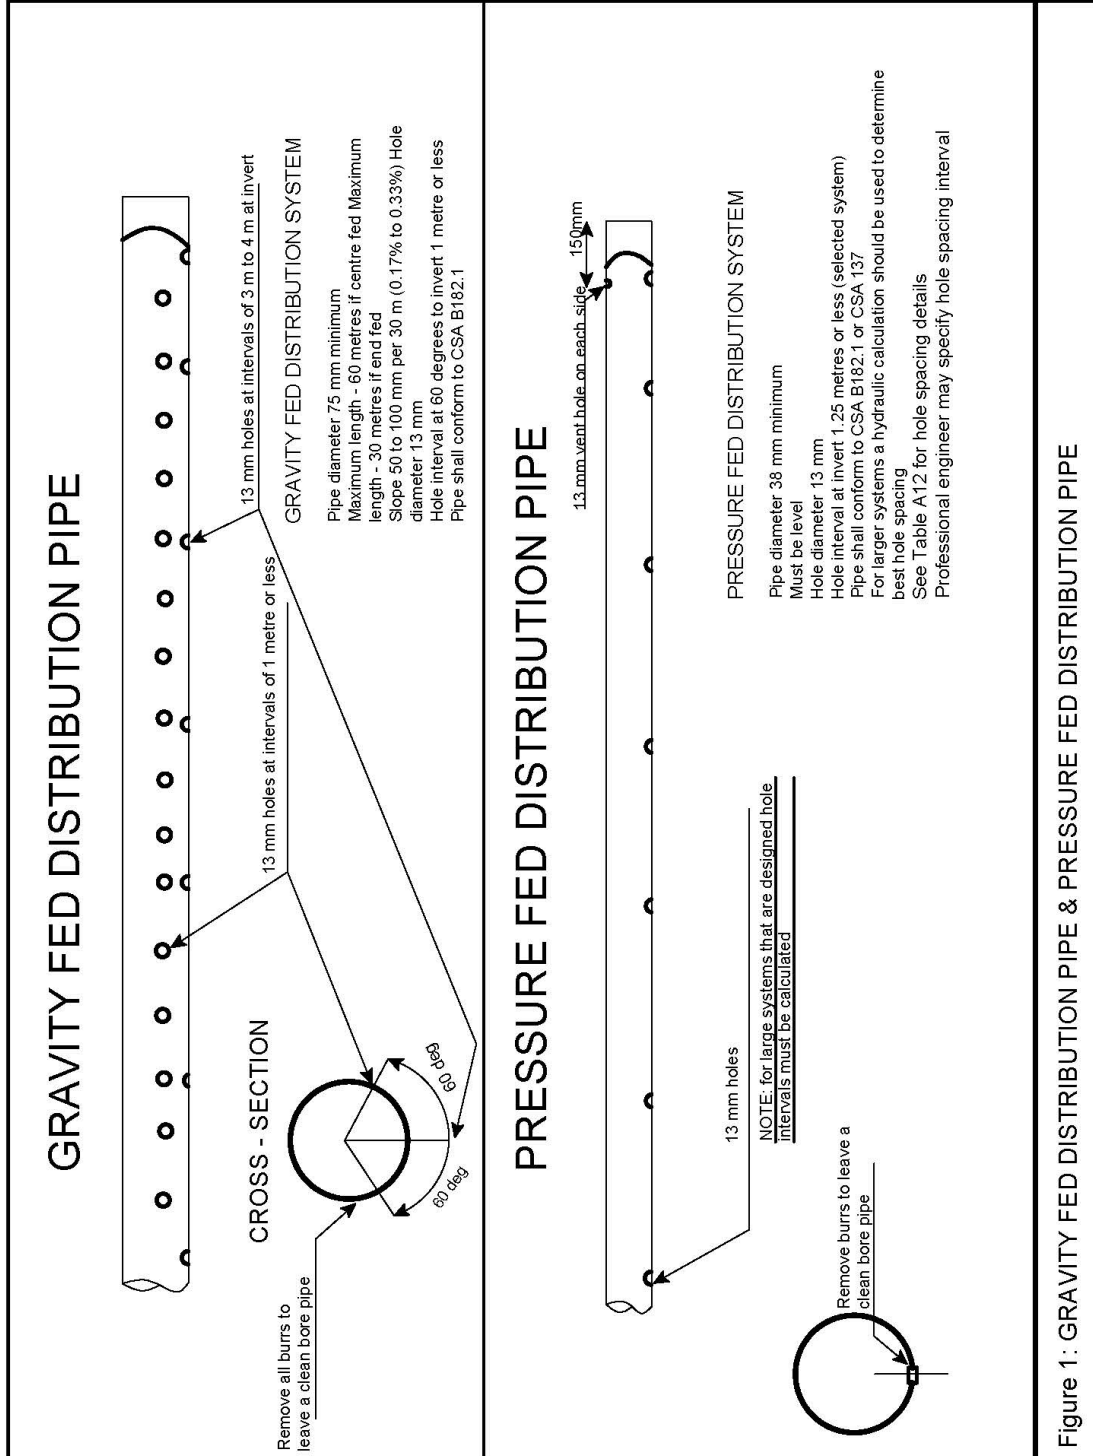 GRAVITY FED DISTRIBUTION PIPE
13 mm holes at intervals of 3 m to 4 m at invert
13 mm holes at intervals of 1 metre or less
CROSS - SECTION
60 deg
60 deg
Remove all burrs to
leave a clean bore pipe
GRAVITY FED DISTRIBUTION SYSTEM
Pipe diameter 75 mm minimum
Maximum length - 60 metres if centre fed Maximum
length - 30 metres if end fed
Slope 50 to 100 mm per 30 m (0.17% to 0.33%) Hole
diameter 13 mm
Hole interval at 60 degrees to invert 1 metre or less
Pipe shall conform to CSA B182.1
PRESSURE FED DISTRIBUTION PIPE
13 mm vent hole on each side
150mm
13 mm holes
NOTE: for large systems that are designed hole
intervals must be calculated
Remove burrs to leave a
clean bore pipe
PRESSURE FED DISTRIBUTION SYSTEM
Pipe diameter 38 mm minimum
Must be level
Hole diameter 13 mm
Hole interval at invert 1.25 metres or less (selected system)
Pipe shall conform to CSA B182.1 or CSA 137
For larger systems a hydraulic calculation should be used to determine
best hole spacing
See Table A12 for hole spacing details
Professional engineer may specify hole spacing interval
Figure 1: GRAVITY FED DISTRIBUTION PIPE & PRESSURE FED DISTRIBUTION PIPE